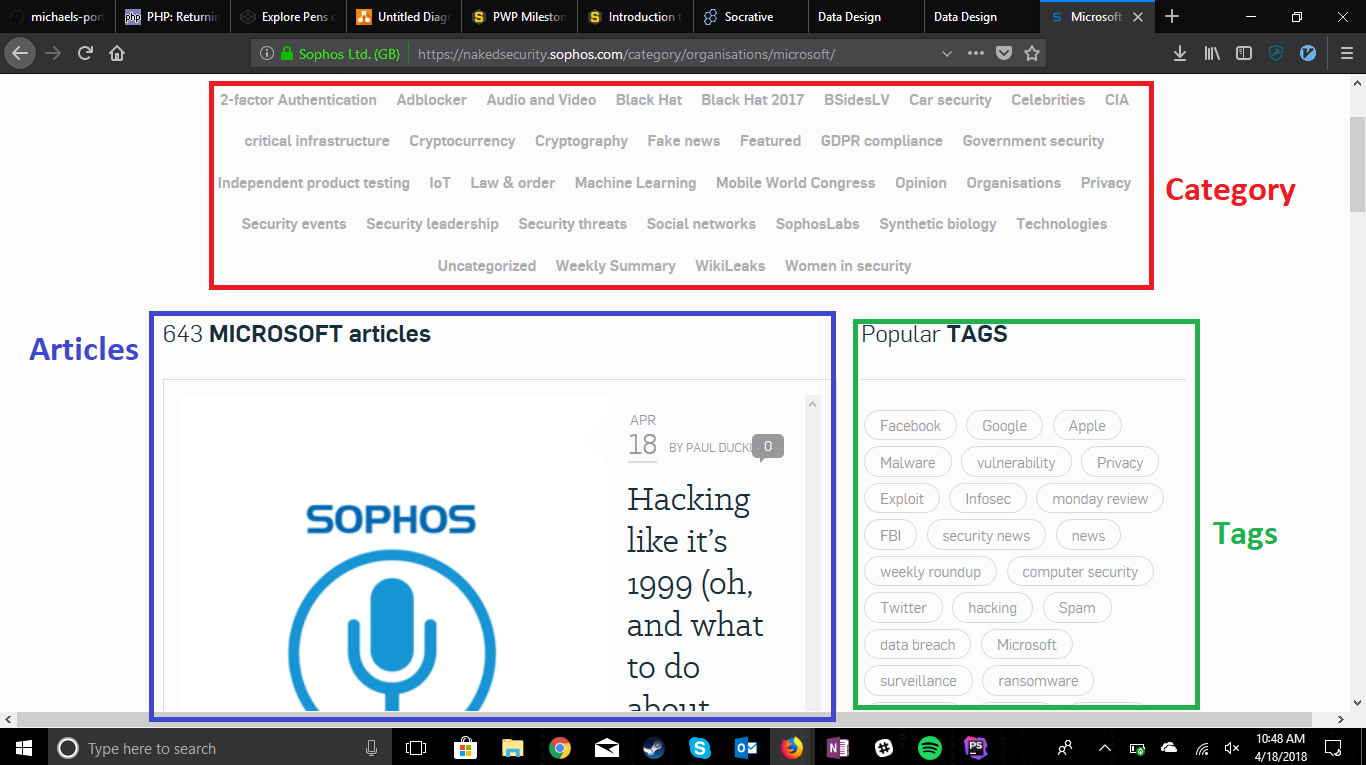 michaels-port
PHP: Returnin
Explore Pens o
Untitled Diagr
PWP Mileston
Introduction t
Socrative
Data Design
Data Design
Microsoft
Sophos Ltd. (GB)
https://nakedsecurity.sophos.com/category/organisations/microsoft/
2-factor Authentication Adblocker Audio and Video Black Hat Black Hat 2017 BSidesLV Car security Celebrities CIA
critical infrastructure Cryptocurrency Cryptography Fake news Featured GDPR compliance Government security
Independent product testing IoT Law & order Machine Learning Mobile World Congress Opinion Organisations Privacy
Security events Security leadership Security threats Social networks SophosLabs Synthetic biology Technologies
Uncategorized Weekly Summary WikiLeaks Women in security
Category
Articles
643 MICROSOFT articles
APR
18 BY PAUL DUCKL 0
SOPHOS
Hacking
like it's
1999 (oh,
and what
to do
about
Popular TAGS
Facebook Google Apple
Malware vulnerability Privacy
Exploit Infosec monday review
FBI security news news
weekly roundup computer security
Twitter hacking Spam
data breach Microsoft
surveillance ransomware
Tags
Type here to search
10:48 AM
4/18/2018